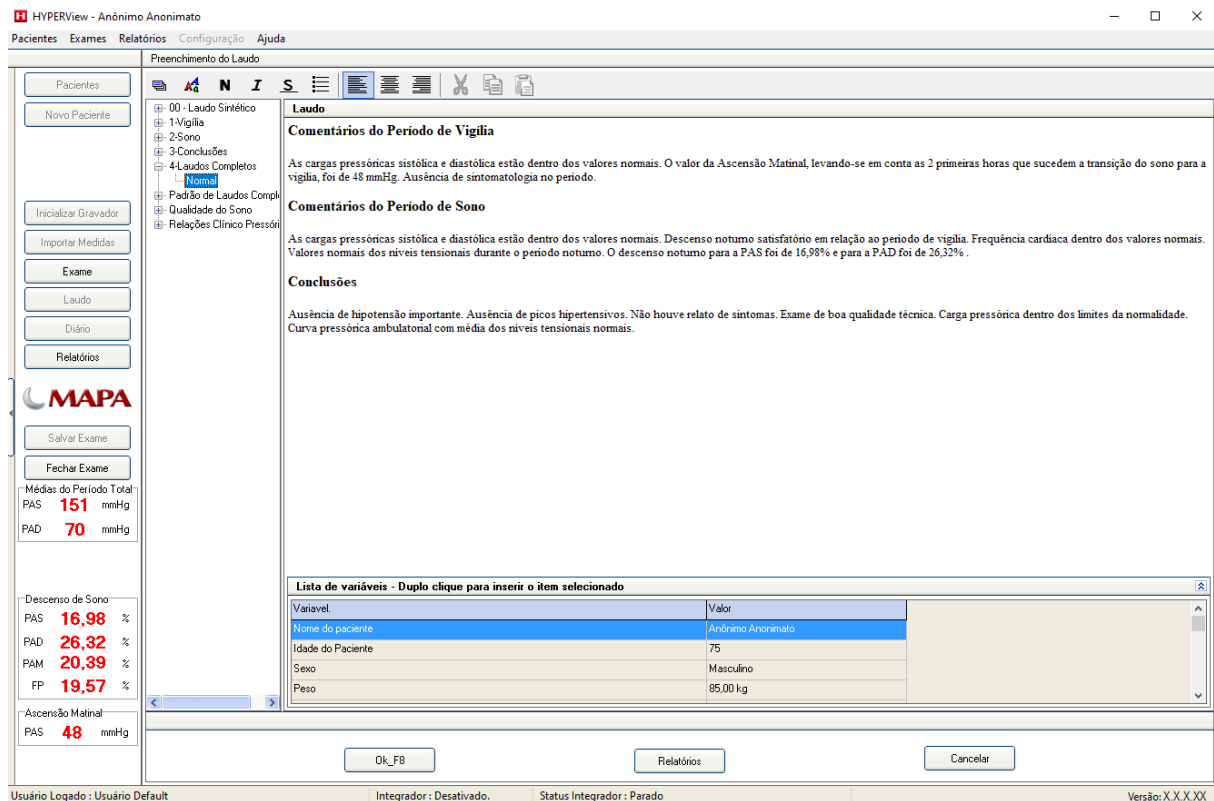 HYPERView - Anônimo Anonimato
Pacientes Exames Relatórios Configuração Ajuda
Preenchimento do Laudo
Pacientes
Novo Paciente
Inicializar Gravador
Importar Medidas
Exame
Laudo
Diário
Relatórios
MAPA
Salvar Exame
Fechar Exame
Médias do Período Total
PAS 151 mmHg
PAD 70 mmHg
Descenso de Sono
PAS 16,98 %
PAD 26,32 %
PAM 20,39 %
FP 19,57 %
Ascensão Matinal
PAS 48 mmHg
N I S
00 - Laudo Sintético
1-Vigília
2-Sono
3-Conclusões
4-Laudos Completos
Normal
Padrão de Laudos Compl
Qualidade do Sono
Relações Clínico Pressóri
Laudo
Comentários do Período de Vigília
As cargas pressóricas sistólica e diastólica estão dentro dos valores normais. O valor da Ascensão Matinal, levando-se em conta as 2 primeiras horas que sucedem a transição do sono para a
vigília, foi de 48 mmHg. Ausência de sintomatologia no período.
Comentários do Período de Sono
As cargas pressóricas sistólica e diastólica estão dentro dos valores normais. Descenso noturno satisfatório em relação ao período de vigília. Frequência cardíaca dentro dos valores normais.
Valores normais dos níveis tensionais durante o período noturno. O descenso noturno para a PAS foi de 16,98% e para a PAD foi de 26,32% .
Conclusões
Ausência de hipotensão importante. Ausência de picos hipertensivos. Não houve relato de sintomas. Exame de boa qualidade técnica. Carga pressórica dentro dos limites da normalidade.
Curva pressórica ambulatorial com média dos níveis tensionais normais.
Lista de variáveis - Duplo clique para inserir o item selecionado
Variavel. Valor
Nome do paciente Anônimo Anonimato
Idade do Paciente 75
Sexo Masculino
Peso 85,00 kg
Ok_F8 Relatórios Cancelar
Usuário Logado : Usuário Default Integrador : Desativado. Status Integrador : Parado Versão: X.X.X.XX